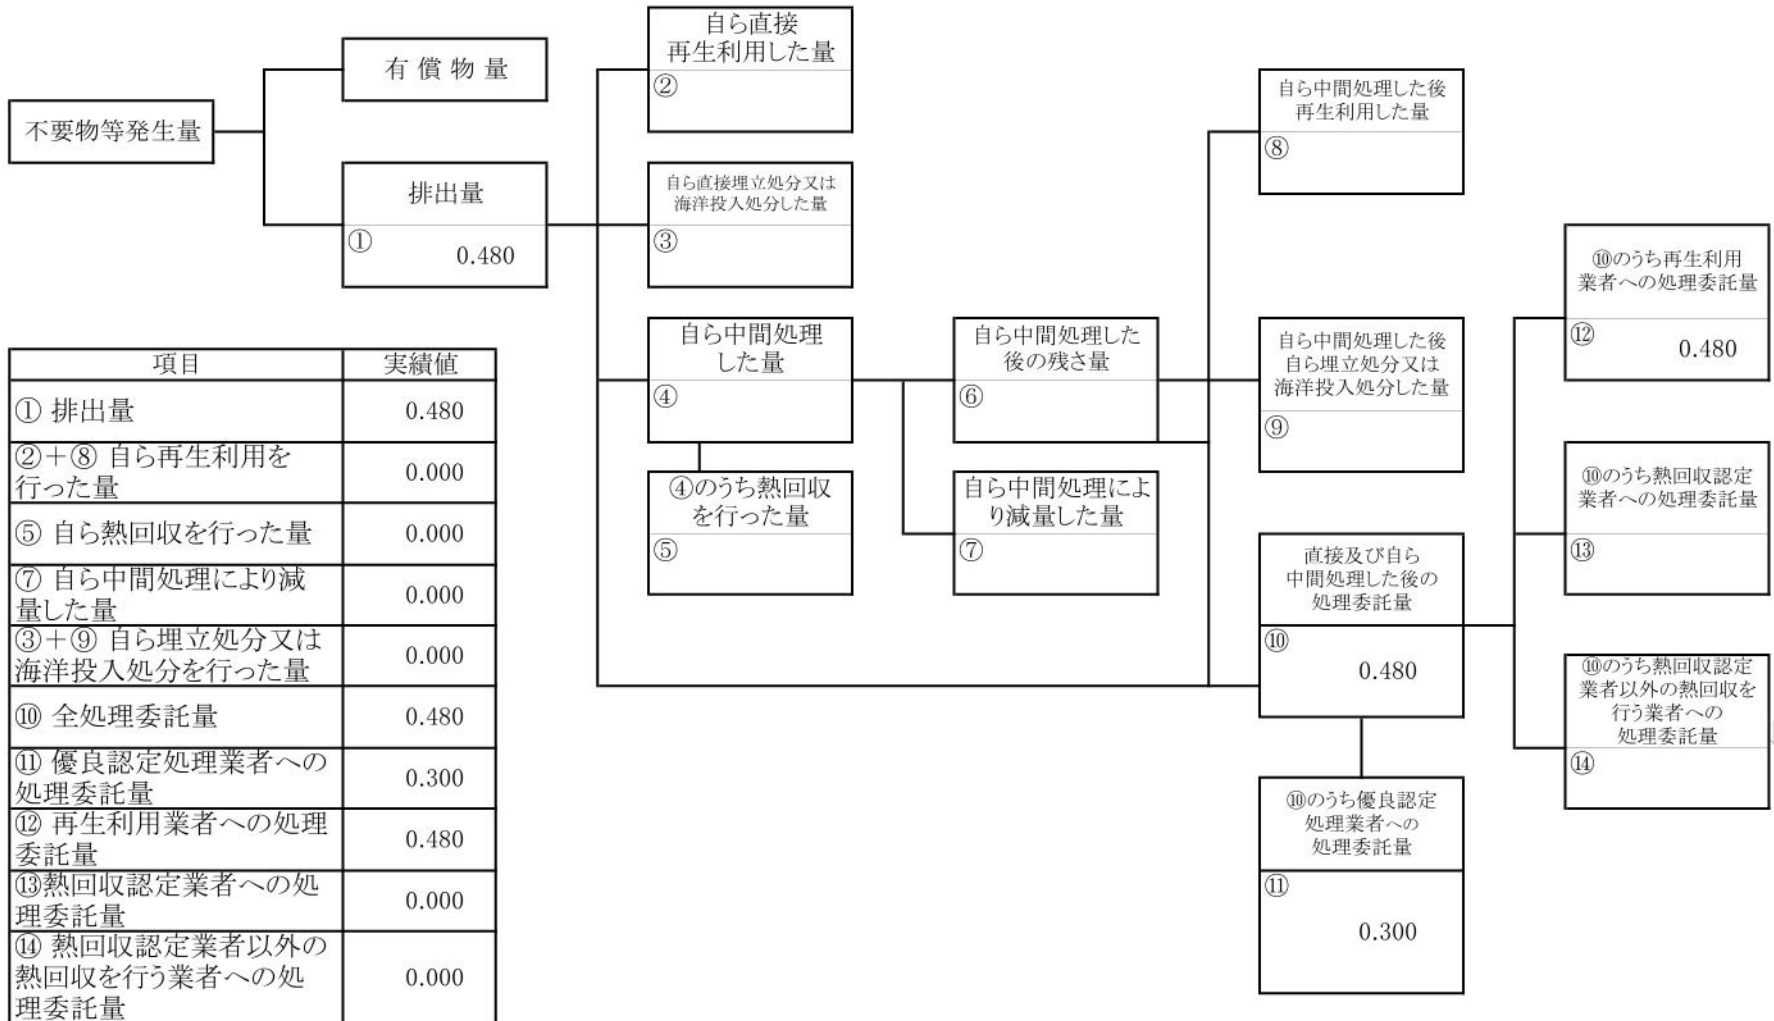 不要物等発生量
有償物量
排出量
①
0.480
自ら直接
再生利用した量
②
自ら直接埋立処分又は
海洋投入処分した量
③
自ら中間処理
した量
④
④のうち熱回収
を行った量
⑤
自ら中間処理した
後の残さ量
⑥
自ら中間処理によ
り減量した量
⑦
自ら中間処理した後
再生利用した量
⑧
自ら中間処理した後
自ら埋立処分又は
海洋投入処分した量
⑨
直接及び自ら
中間処理した後の
処理委託量
⑩
0.480
⑩のうち優良認定
処理業者への
処理委託量
⑪
0.300
⑩のうち再生利用
業者への処理委託量
⑫
0.480
⑩のうち熱回収認定
業者への処理委託量
⑬
⑩のうち熱回収認定
業者以外の熱回収を
行う業者への
処理委託量
⑭
項目 実績値
① 排出量 0.480
②＋⑧ 自ら再生利用を
行った量 0.000
⑤ 自ら熱回収を行った量 0.000
⑦ 自ら中間処理により減
量した量 0.000
③＋⑨ 自ら埋立処分又は
海洋投入処分を行った量 0.000
⑩ 全処理委託量 0.480
⑪ 優良認定処理業者への
処理委託量 0.300
⑫ 再生利用業者への処理
委託量 0.480
⑬熱回収認定業者への処
理委託量 0.000
⑭ 熱回収認定業者以外の
熱回収を行う業者への処
理委託量 0.000